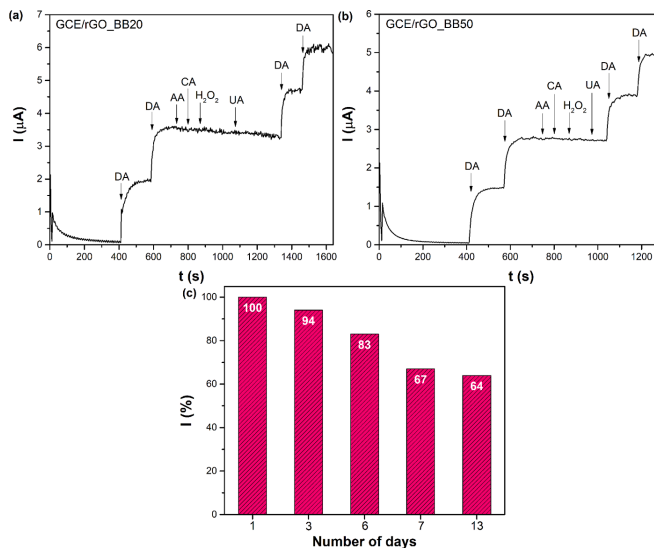 (a)
GCE/rGO_BB20
DA
DA
DA
AA
CA
H₂O₂
UA
DA
I (µA)
6
5
4
3
2
1
0
0 200 400 600 800 1000 1200 1400 1600
t (s)
(b)
GCE/rGO_BB50
DA
DA
AA
CA
H₂O₂
UA
DA
DA
I (µA)
5
4
3
2
1
0
0 200 400 600 800 1000 1200
t (s)
(c)
100
94
83
67
64
I (%)
100
80
60
40
20
0
1 3 6 7 13
Number of days